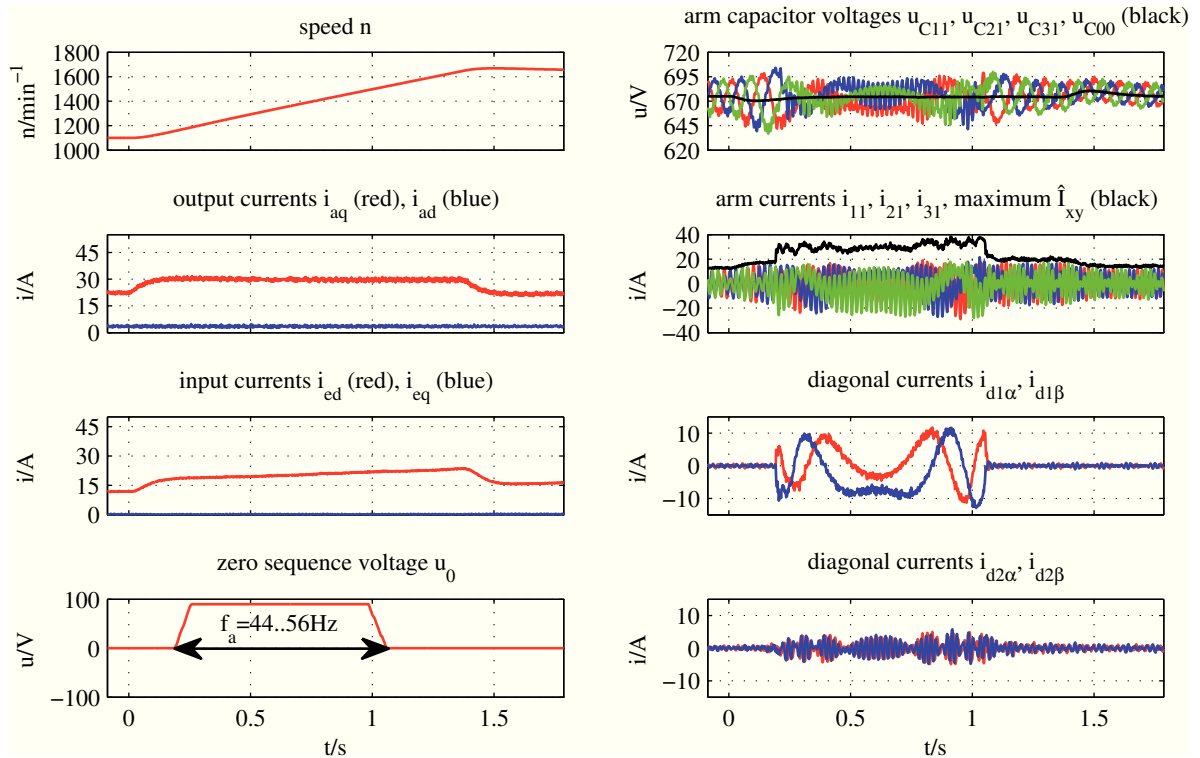 speed n
n/min⁻¹
1800
1600
1400
1200
1000
output currents i_aq (red), i_ad (blue)
i/A
45
30
15
0
input currents i_ed (red), i_eq (blue)
i/A
45
30
15
0
zero sequence voltage u_0
u/V
100
0
−100
f_a=44..56Hz
0 0.5 1 1.5
t/s
arm capacitor voltages u_C11, u_C21, u_C31, u_C00 (black)
u/V
720
695
670
645
620
arm currents i_11, i_21, i_31, maximum Î_xy (black)
i/A
40
20
0
−20
−40
diagonal currents i_d1α, i_d1β
i/A
10
0
−10
diagonal currents i_d2α, i_d2β
i/A
10
0
−10
0 0.5 1 1.5
t/s